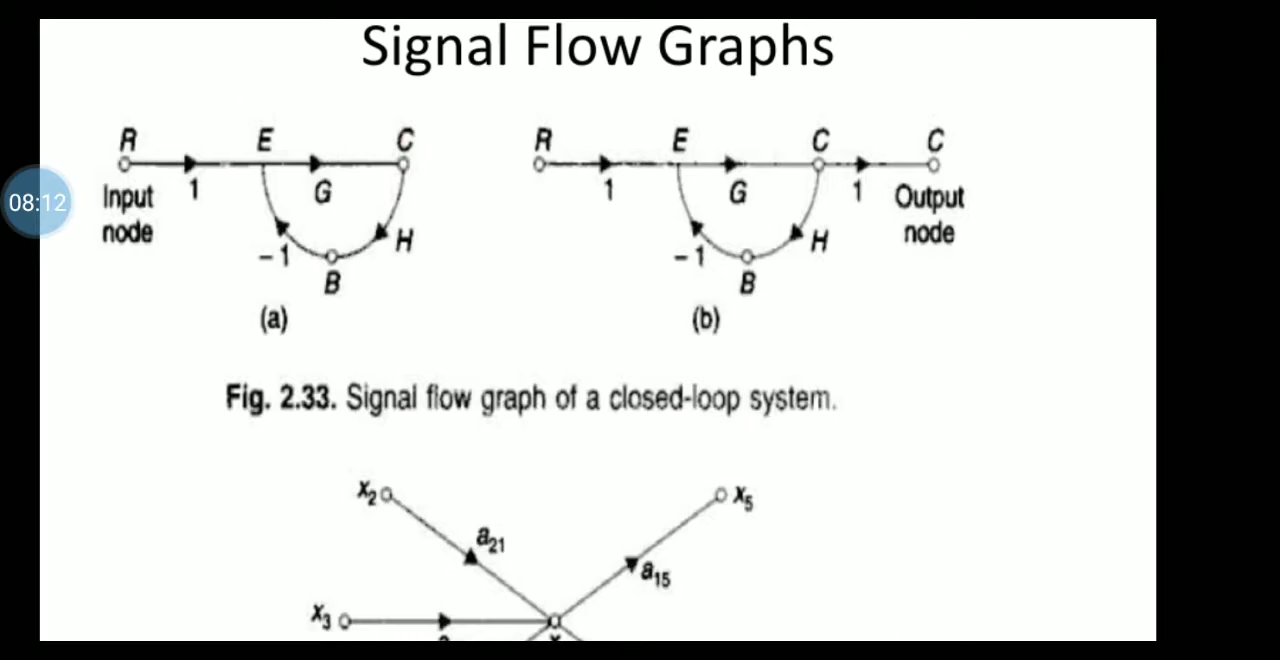 Signal Flow Graphs
R E C
1 G
Input
node
-1 H
B
(a)
R E C C
1 G 1 Output
node
-1 H
B
(b)
08:12
Fig. 2.33. Signal flow graph of a closed-loop system.
x2 x5
a21
a15
x3